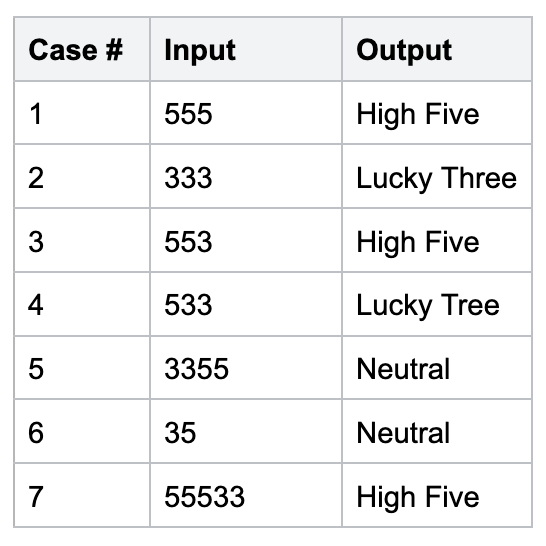 Case # Input Output
1 555 High Five
2 333 Lucky Three
3 553 High Five
4 533 Lucky Tree
5 3355 Neutral
6 35 Neutral
7 55533 High Five